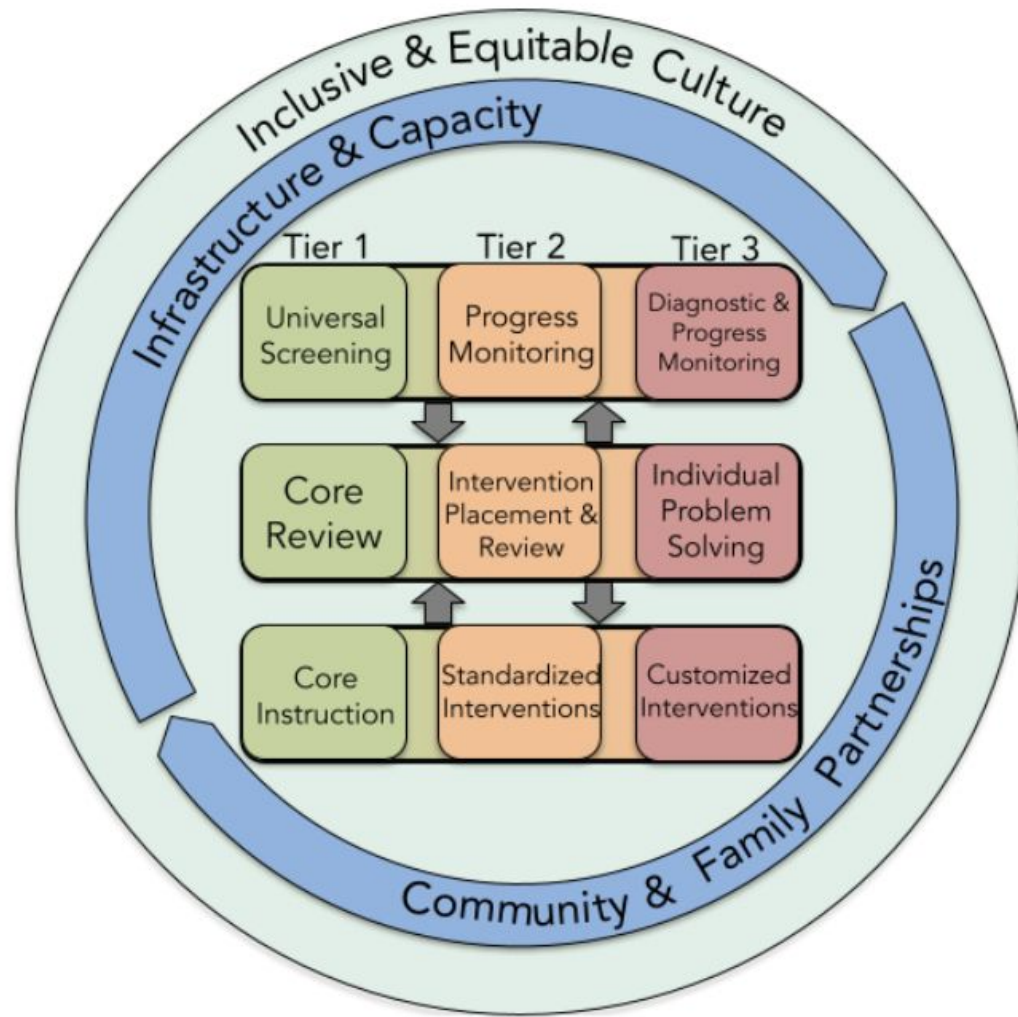 Inclusive & Equitable Culture
Infrastructure & Capacity
Tier 1 Tier 2 Tier 3
Universal
Screening
Progress
Monitoring
Diagnostic &
Progress
Monitoring
Core
Review
Intervention
Placement &
Review
Individual
Problem
Solving
Core
Instruction
Standardized
Interventions
Customized
Interventions
Community & Family Partnerships